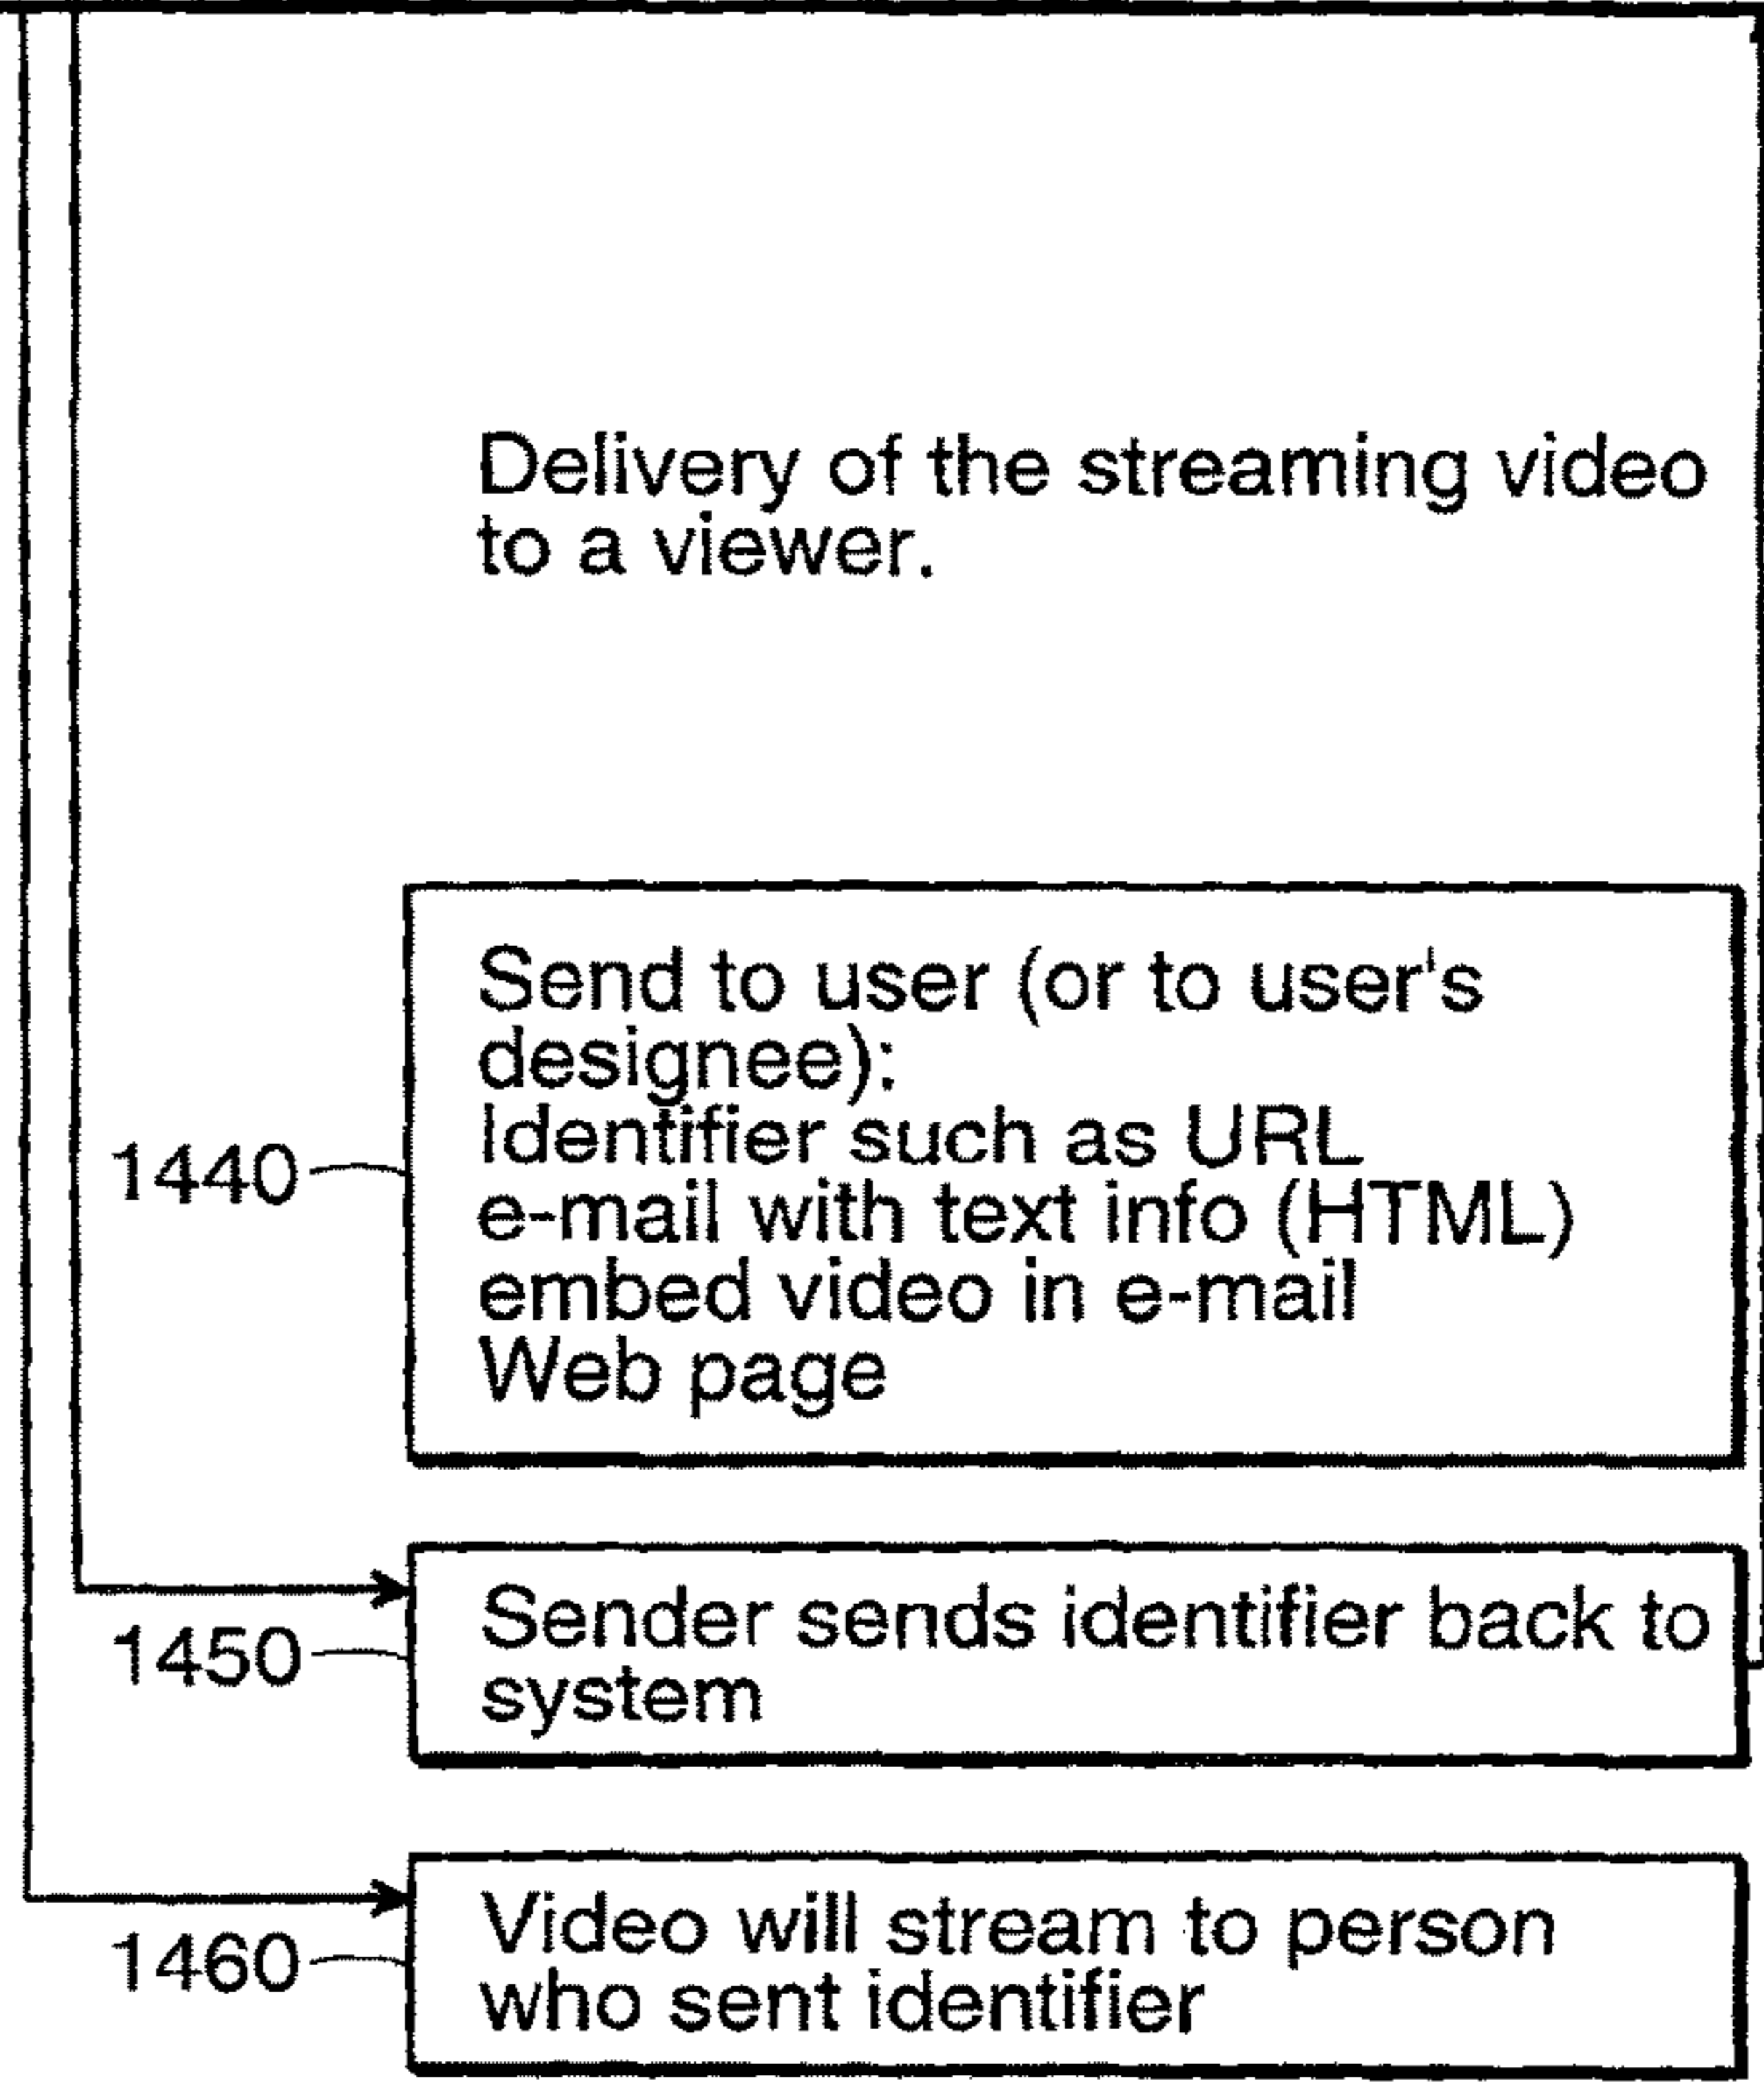 Delivery of the streaming video
to a viewer.
Send to user (or to user's
designee):
Identifier such as URL
e-mail with text info (HTML)
embed video in e-mail
Web page
1440
Sender sends identifier back to
system
1450
Video will stream to person
who sent identifier
1460